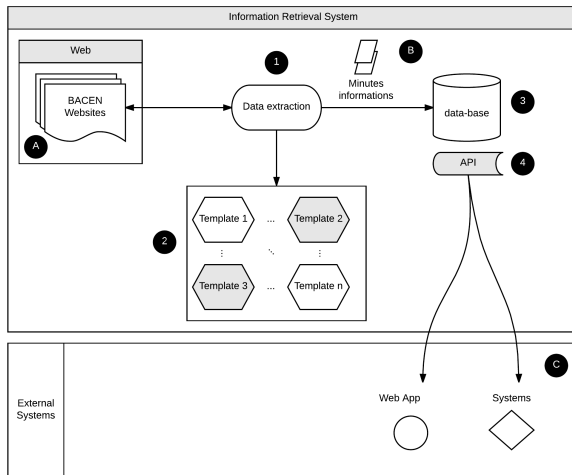 Information Retrieval System
Web
BACEN
Websites
A
1
Data extraction
B
Minutes
informations
data-base
3
API
4
2
Template 1
...
Template 2
...
...
...
Template 3
...
Template n
C
External
Systems
Web App
Systems